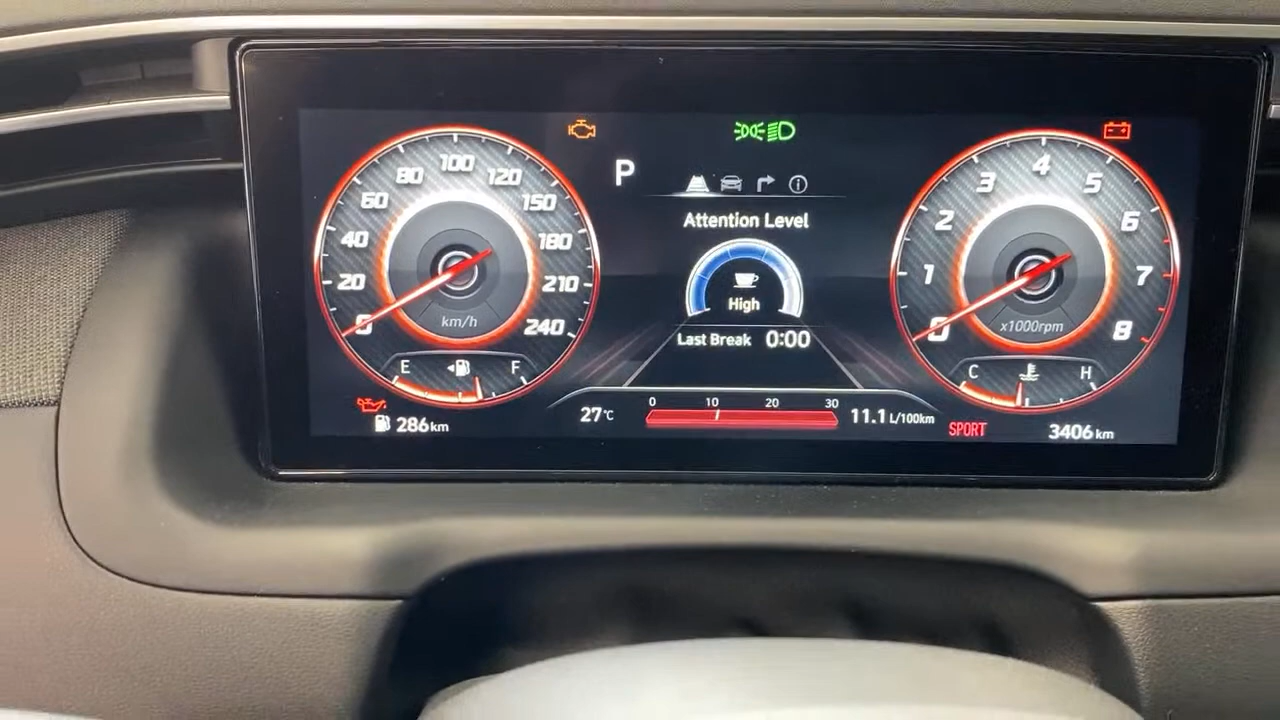 P
100
80
120
60
150
40
180
20
210
0
240
km/h
E
F
286 km
Attention Level
High
Last Break 0:00
0 10 20 30
27°C
11.1 L/100km
4
3
5
2
6
1
7
0
8
x1000rpm
C
H
SPORT
3406 km